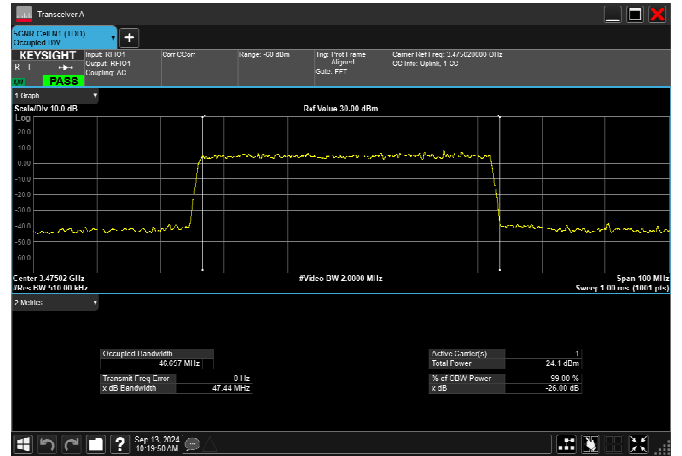 Transceiver A
Occupied BW
KEYSIGHT
Input: RFIO1
Output: RFIO1
Coupling: AC
Corr CCorr
Range: -60 dBm
Trig: Prot Frame
Aligned
Gate: FFT
Carrier Ref Freq: 3.475020000 GHz
CC Info: Uplink, 1 CC
PASS
1 Graph
Scale/Div 10.0 dB
Ref Value 30.00 dBm
Log
20.0
10.0
0.00
-10.0
-20.0
-30.0
-40.0
-50.0
-60.0
Center 3.47502 GHz
#Res BW 510.00 kHz
#Video BW 2.0000 MHz
Span 100 MHz
Sweep 1.00 ms (1001 pts)
2 Metrics
Occupied Bandwidth
MHz
Transmit Freq Error
0 Hz
x dB Bandwidth
47.44 MHz
Active Carrier(s)
1
Total Power
24.1 dBm
% of OBW Power
99.00 %
x dB
-26.00 dB
Sep 13, 2024
10:19:50 AM